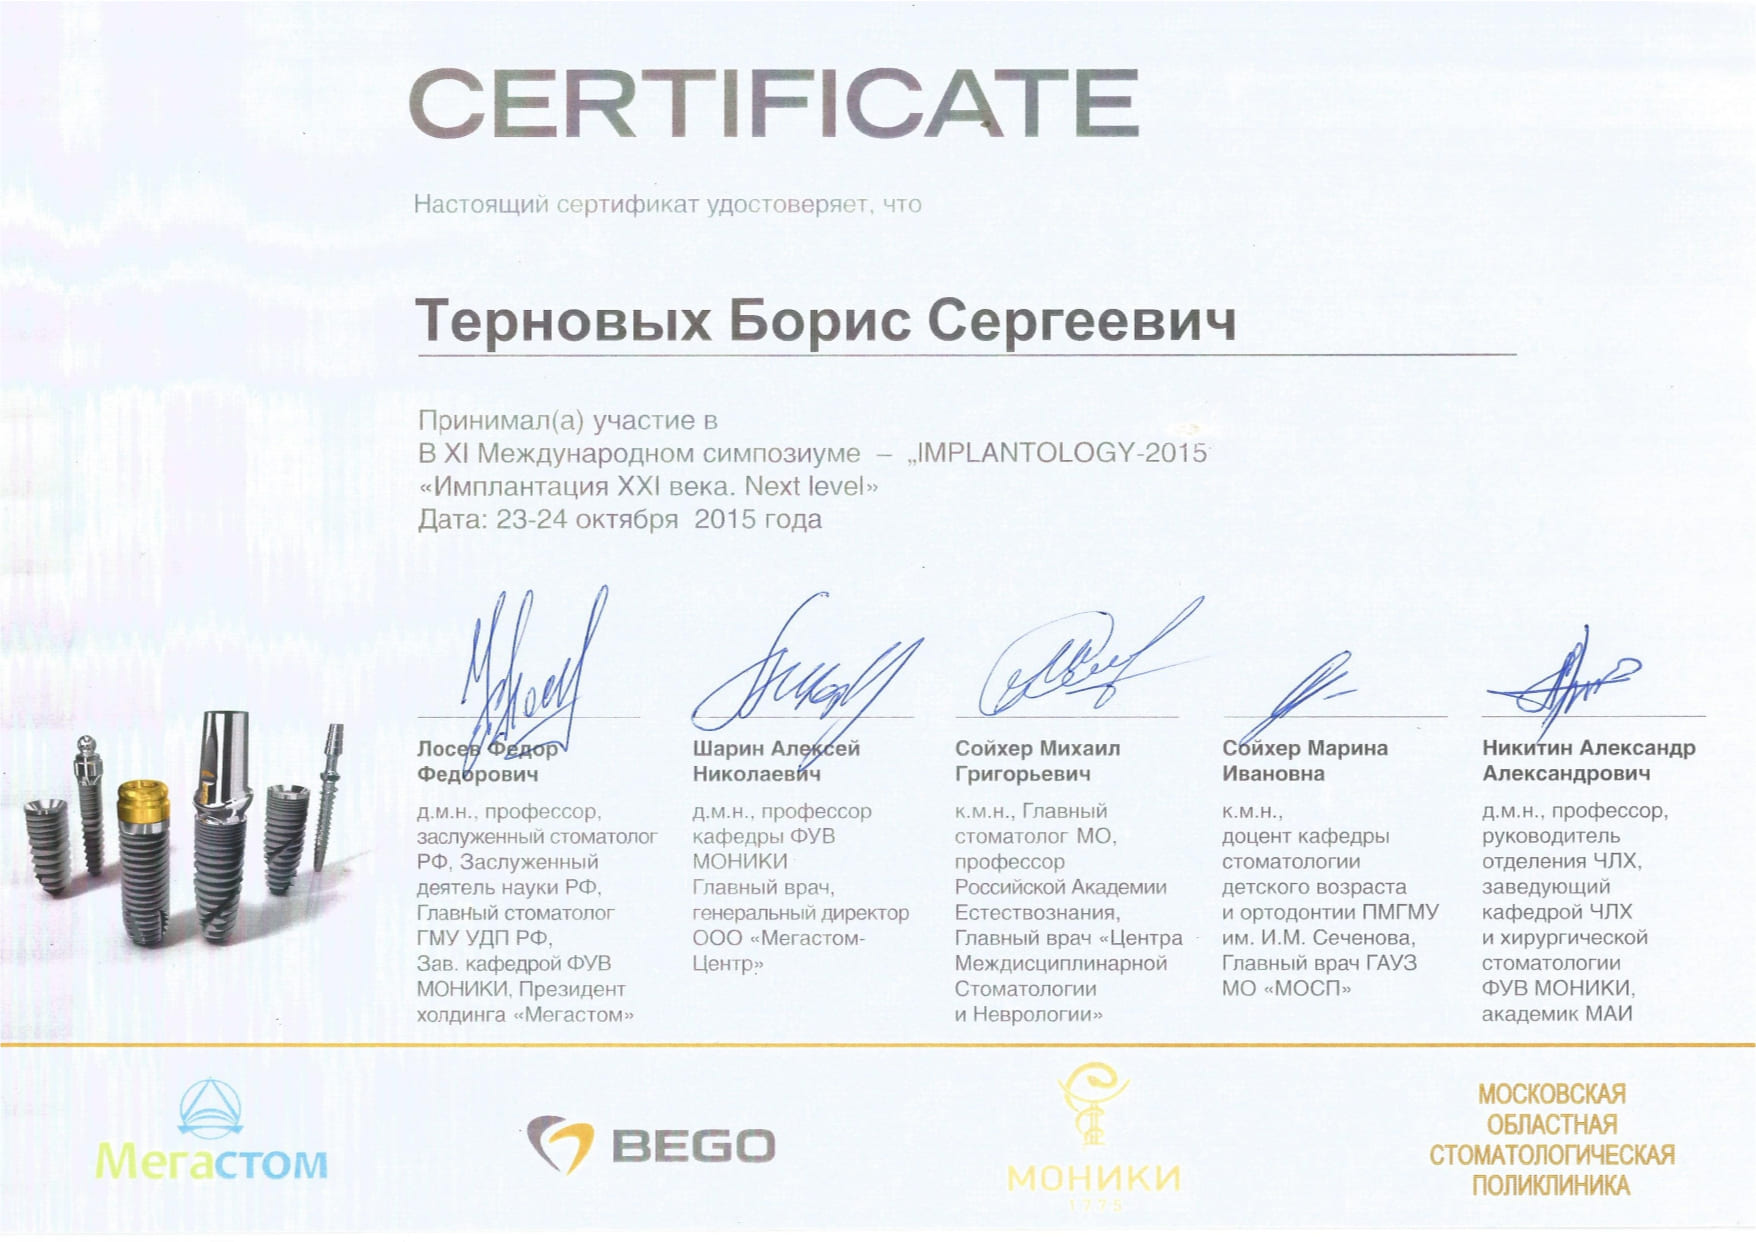 CERTIFICATE
Настоящий сертификат удостоверяет, что
Терновых Борис Сергеевич
Принимал(а) участие в
В XI Международном симпозиуме – „IMPLANTOLOGY-2015
«Имплантация XXI века. Next level»
Дата: 23-24 октября 2015 года
Лосев Федор
Федорович
д.м.н., профессор,
заслуженный стоматолог
РФ, Заслуженный
деятель науки РФ,
Главный стоматолог
ГМУ УДП РФ,
Зав. кафедрой ФУВ
МОНИКИ, Президент
холдинга «Мегастом»
Шарин Алексей
Николаевич
д.м.н., профессор
кафедры ФУВ
МОНИКИ
Главный врач,
генеральный директор
ООО «Мегастом-
Центр»
Сойхер Михаил
Григорьевич
к.м.н., Главный
стоматолог МО,
профессор
Российской Академии
Естествознания,
Главный врач «Центра
Междисциплинарной
Стоматологии
и Неврологии»
Сойхер Марина
Ивановна
к.м.н.,
доцент кафедры
стоматологии
детского возраста
и ортодонтии ПМГМУ
им. И.М. Сеченова,
Главный врач ГАУЗ
МО «МОСП»
Никитин Александр
Александрович
д.м.н., профессор,
руководитель
отделения ЧЛХ,
заведующий
кафедрой ЧЛХ
и хирургической
стоматологии
ФУВ МОНИКИ,
академик МАИ
Мегастом
BEGO
МОНИКИ
1775
МОСКОВСКАЯ
ОБЛАСТНАЯ
СТОМАТОЛОГИЧЕСКАЯ
ПОЛИКЛИНИКА